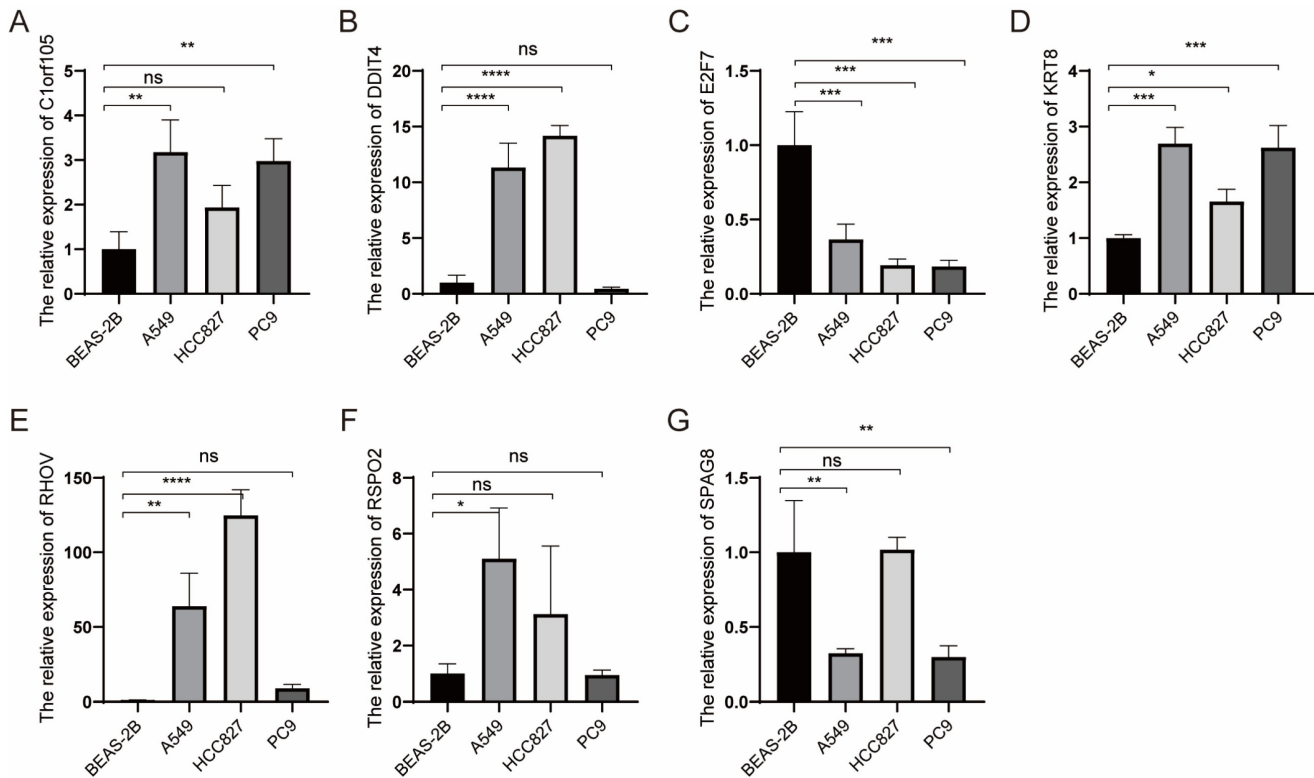 A
The relative expression of C1orf105
**
ns
**
5
4
3
2
1
0
BEAS-2B
A549
HCC827
PC9
B
The relative expression of DDIT4
ns
****
****
20
15
10
5
0
BEAS-2B
A549
HCC827
PC9
C
The relative expression of E2F7
***
***
***
1.5
1.0
0.5
0.0
BEAS-2B
A549
HCC827
PC9
D
The relative expression of KRT8
***
*
***
4
3
2
1
0
BEAS-2B
A549
HCC827
PC9
E
The relative expression of RHOV
ns
****
**
150
100
50
0
BEAS-2B
A549
HCC827
PC9
F
The relative expression of RSPO2
ns
ns
*
8
6
4
2
0
BEAS-2B
A549
HCC827
PC9
G
The relative expression of SPAG8
**
ns
**
1.5
1.0
0.5
0.0
BEAS-2B
A549
HCC827
PC9